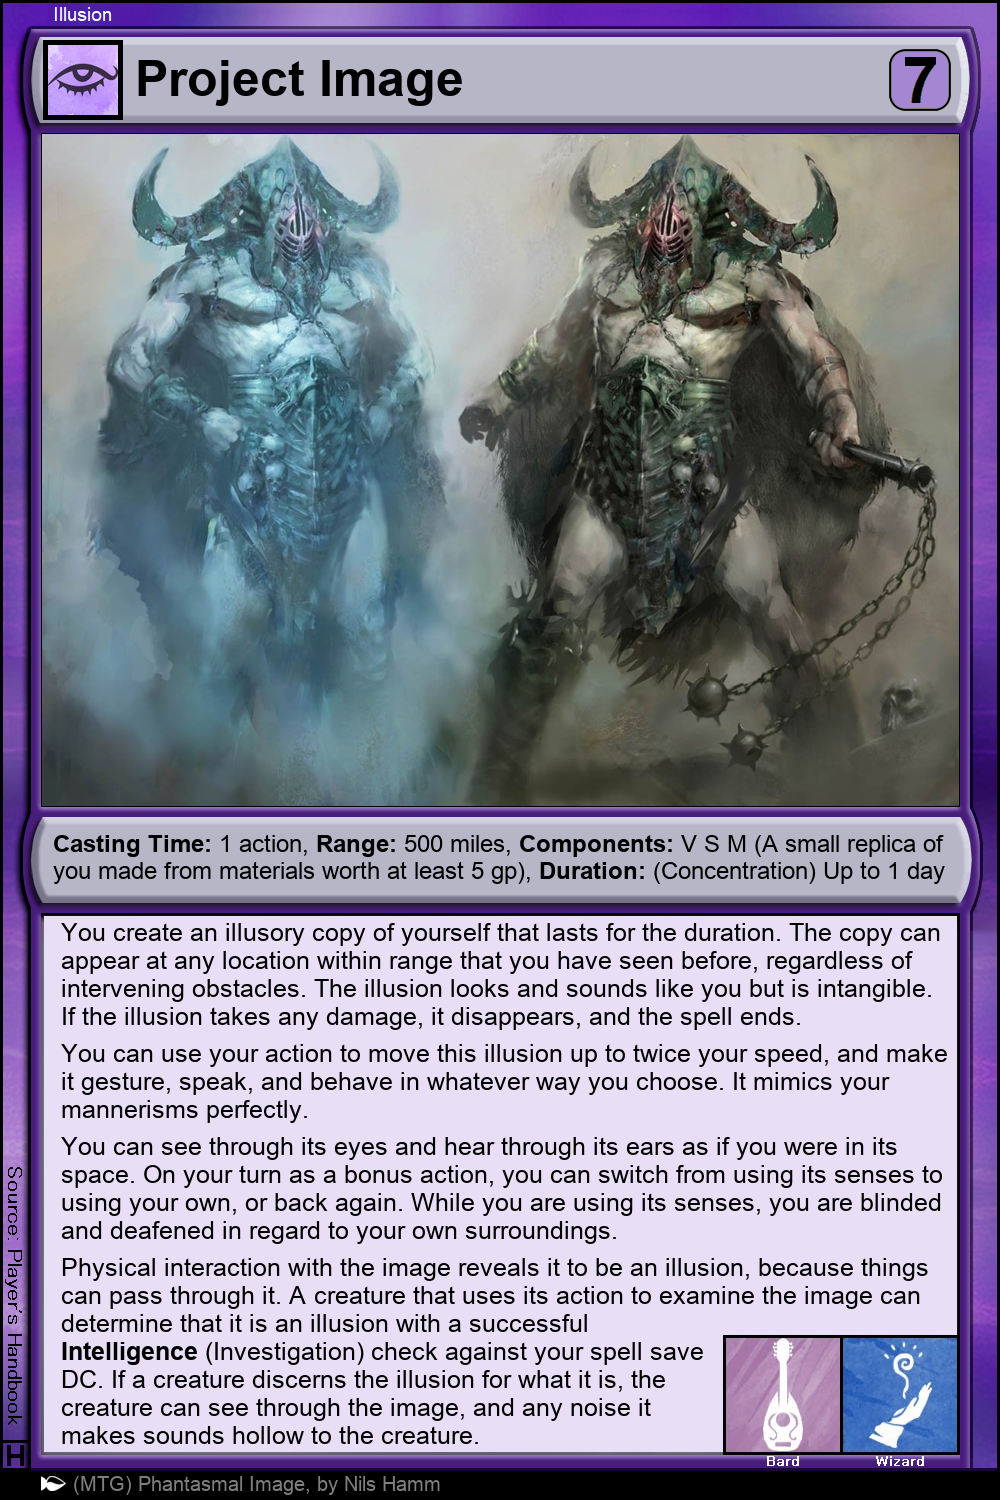 Illusion
Project Image
7
Casting Time: 1 action, Range: 500 miles, Components: V S M (A small replica of
you made from materials worth at least 5 gp), Duration: (Concentration) Up to 1 day
You create an illusory copy of yourself that lasts for the duration. The copy can
appear at any location within range that you have seen before, regardless of
intervening obstacles. The illusion looks and sounds like you but is intangible.
If the illusion takes any damage, it disappears, and the spell ends.
You can use your action to move this illusion up to twice your speed, and make
it gesture, speak, and behave in whatever way you choose. It mimics your
mannerisms perfectly.
You can see through its eyes and hear through its ears as if you were in its
space. On your turn as a bonus action, you can switch from using its senses to
using your own, or back again. While you are using its senses, you are blinded
and deafened in regard to your own surroundings.
Physical interaction with the image reveals it to be an illusion, because things
can pass through it. A creature that uses its action to examine the image can
determine that it is an illusion with a successful
Intelligence (Investigation) check against your spell save
DC. If a creature discerns the illusion for what it is, the
creature can see through the image, and any noise it
makes sounds hollow to the creature.
Bard
Wizard
Source: Player's Handbook
H
(MTG) Phantasmal Image, by Nils Hamm